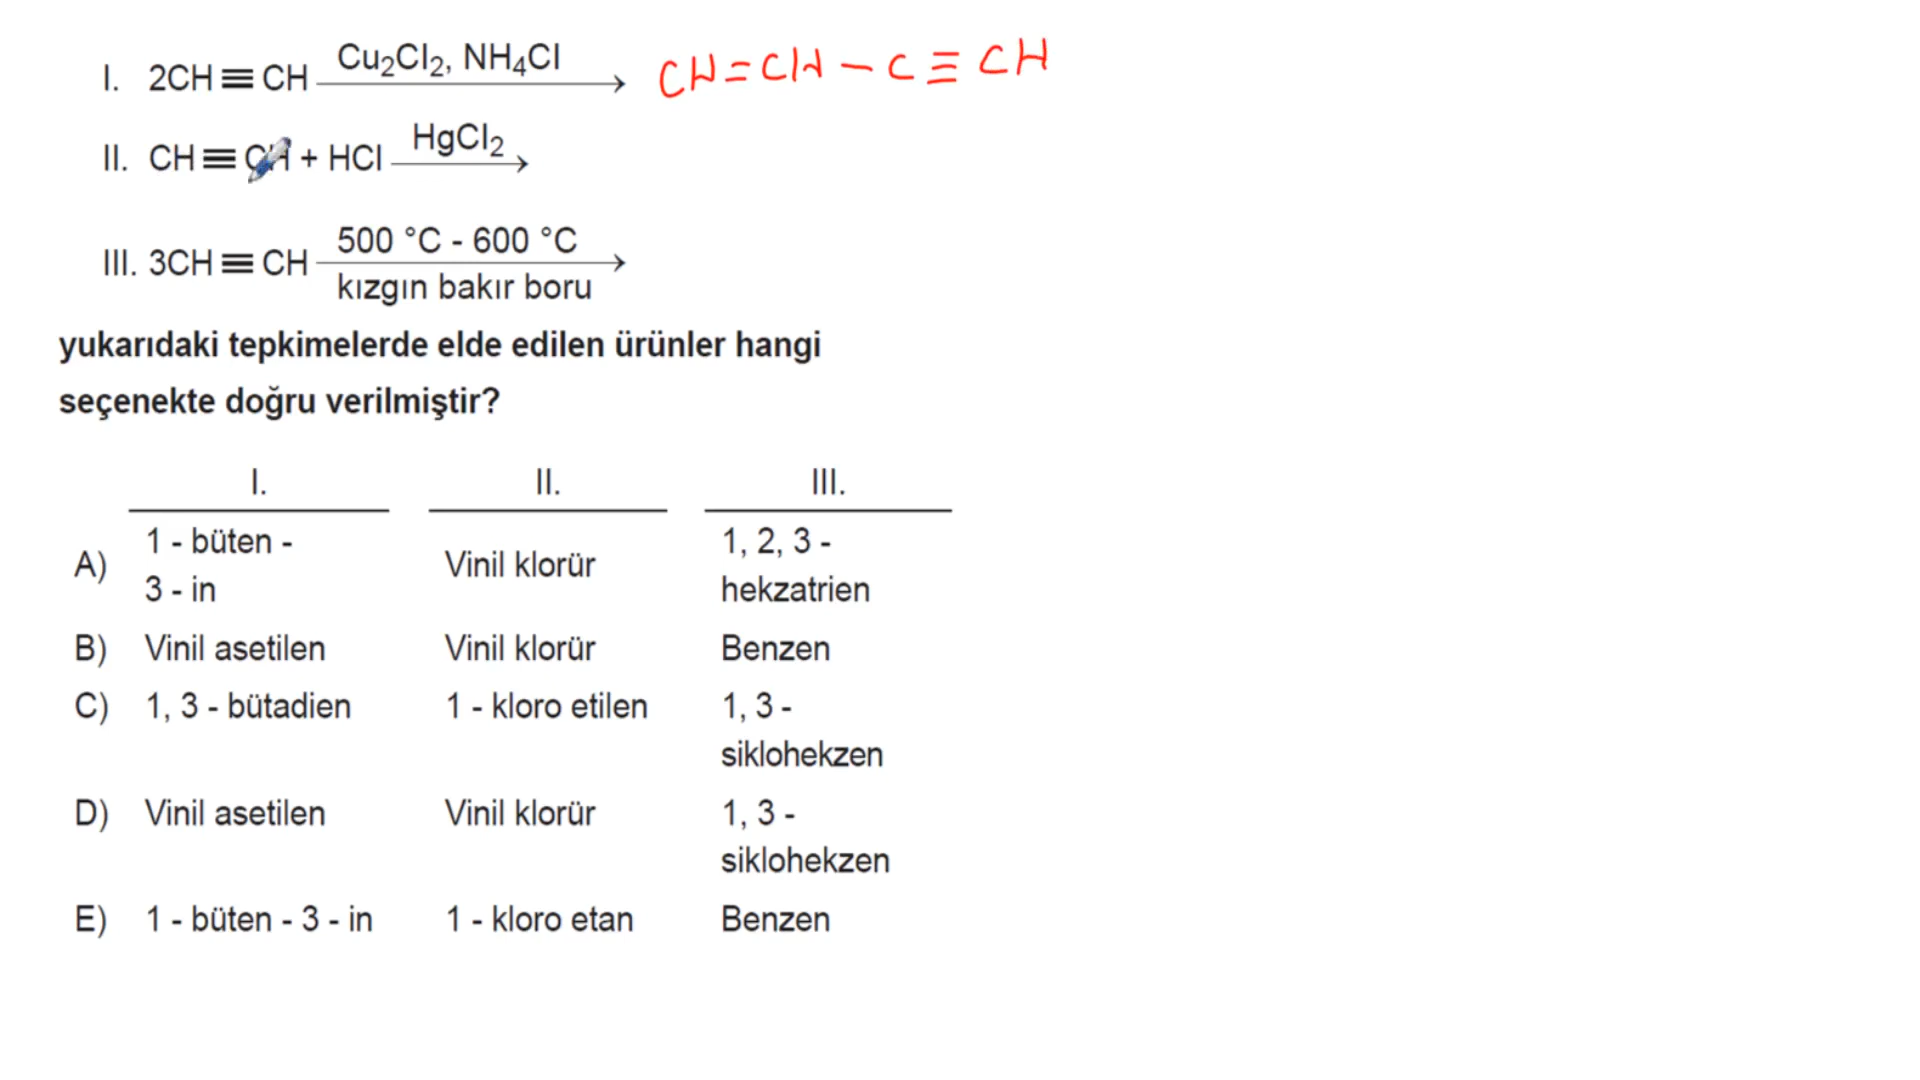 I. 2CH≡CH Cu₂Cl₂, NH₄Cl → CH=CH-C≡CH
II. CH≡CH + HCl HgCl₂ →
III. 3CH≡CH 500 °C - 600 °C →
kızgın bakır boru
yukarıdaki tepkimelerde elde edilen ürünler hangi
seçenekte doğru verilmiştir?
I. II. III.
A) 1 - büten - 3 - in Vinil klorür 1, 2, 3 - hekzatrien
B) Vinil asetilen Vinil klorür Benzen
C) 1, 3 - bütadien 1 - kloro etilen 1, 3 - siklohekzen
D) Vinil asetilen Vinil klorür 1, 3 - siklohekzen
E) 1 - büten - 3 - in 1 - kloro etan Benzen